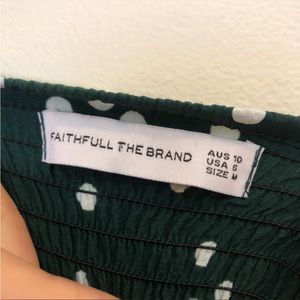 FAITHFULL THE BRAND
AUS 10
USA 6
SIZE M